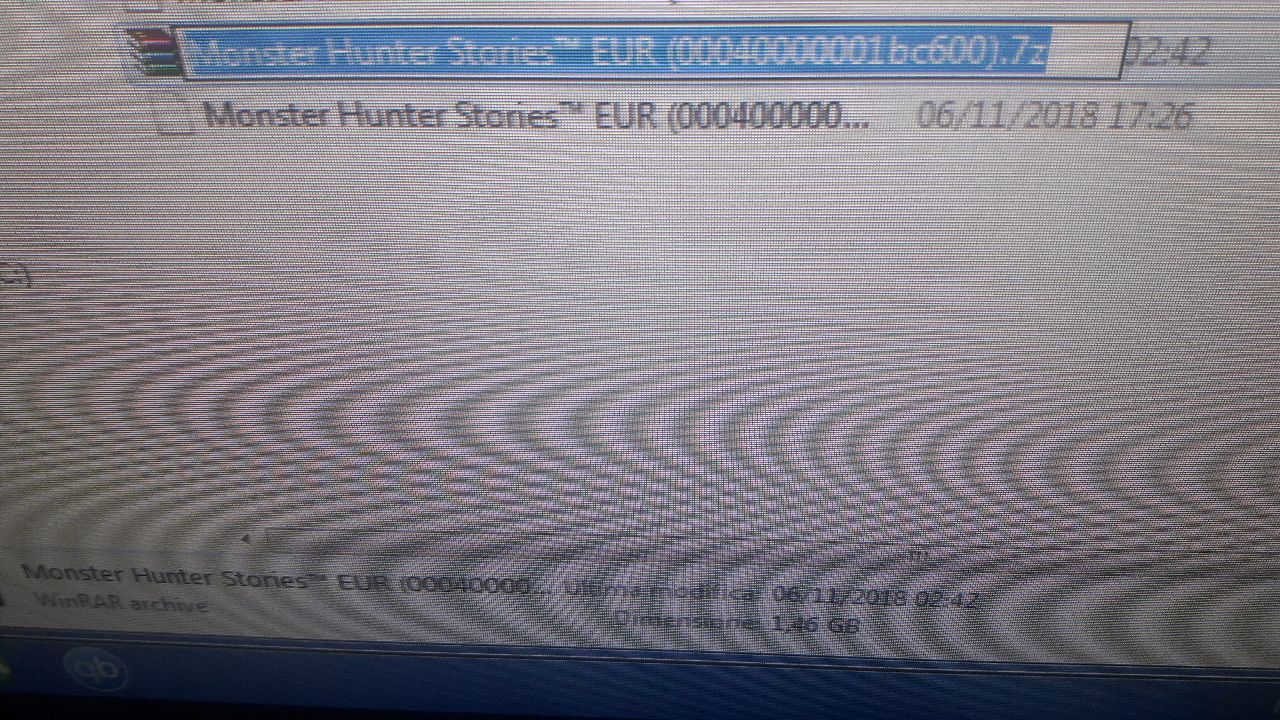 Monster Hunter Stories™ EUR (00040000001bc600).7z 02:42
Monster Hunter Stories™ EUR (000400000... 06/11/2018 17:26
C:)
Monster Hunter Stories™ EUR (00040000... Ultima modifica: 06/11/2018 02:42
WinRAR archive Dimensione: 1,46 GB
qb